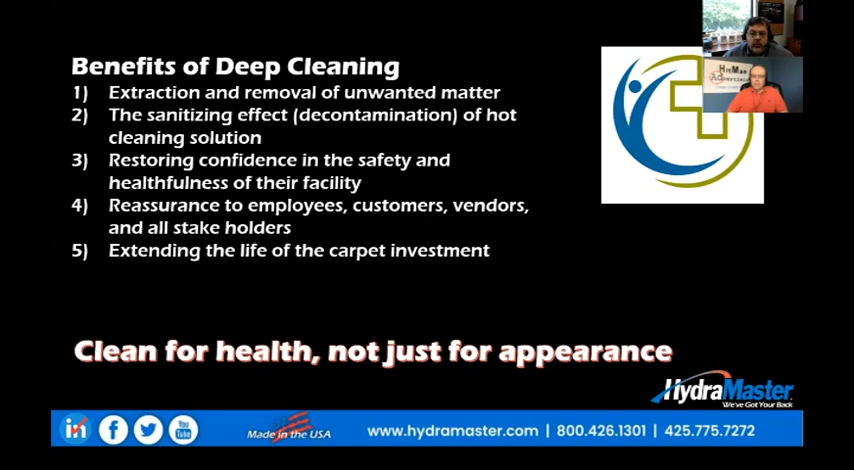 Benefits of Deep Cleaning
1) Extraction and removal of unwanted matter
2) The sanitizing effect (decontamination) of hot
cleaning solution
3) Restoring confidence in the safety and
healthfulness of their facility
4) Reassurance to employees, customers, vendors,
and all stake holders
5) Extending the life of the carpet investment
Clean for health, not just for appearance
HydraMaster
We've Got Your Back
in
You
Tube
Made in the USA
www.hydramaster.com | 800.426.1301 | 425.775.7272